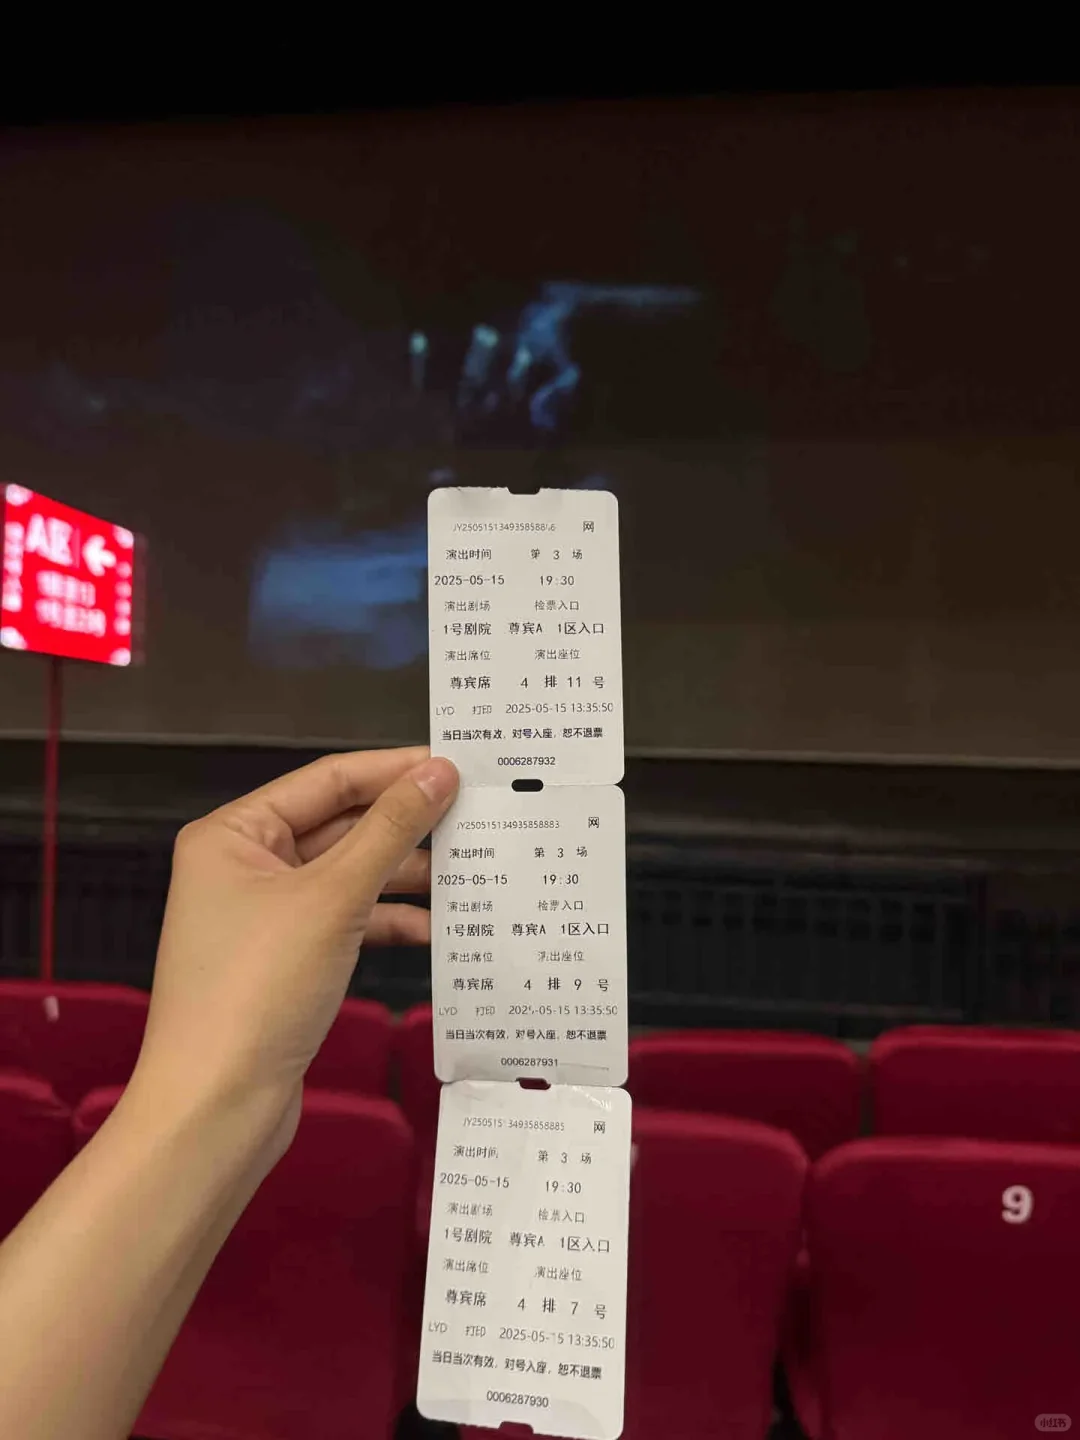 A区
JY25051513493585888 6 网
演出时间 第 3 场
2025-05-15 19:30
演出剧场 检票入口
1号剧院 尊宾A 1区入口
演出席位 演出座位
尊宾席 4 排 11 号
LYD 打印 2025-05-15 13:35:50
当日当次有效，对号入座，恕不退票
0006287932
JY250515134935858883 网
演出时间 第 3 场
2025-05-15 19:30
演出剧场 检票入口
1号剧院 尊宾A 1区入口
演出席位 演出座位
尊宾席 4 排 9 号
LYD 打印 2025-05-15 13:35:50
当日当次有效，对号入座，恕不退票
0006287931
JY250515134935858885 网
演出时间 第 3 场
2025-05-15 19:30
演出剧场 检票入口
1号剧院 尊宾A 1区入口
演出席位 演出座位
尊宾席 4 排 7 号
LYD 打印 2025-05-15 13:35:50
当日当次有效，对号入座，恕不退票
0006287930
9
小红书